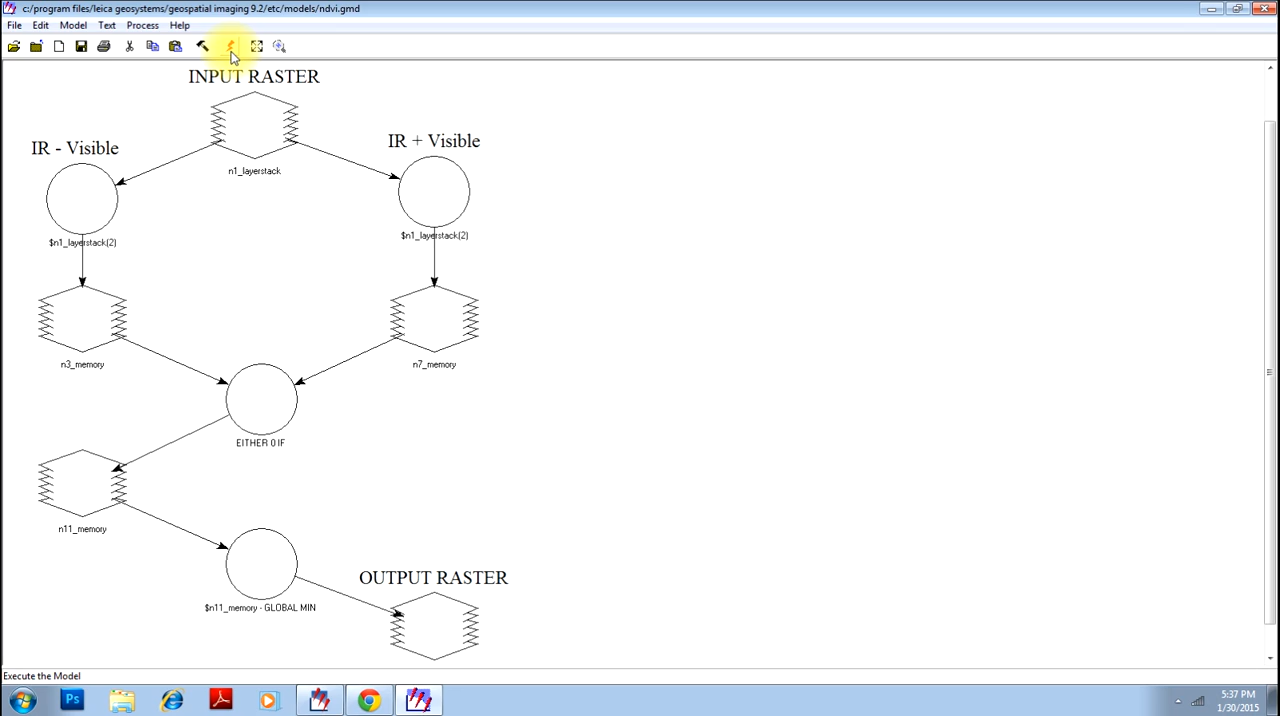 c:/program files/leica geosystems/geospatial imaging 9.2/etc/models/ndvi.gmd
File Edit Model Text Process Help
INPUT RASTER
IR - Visible
IR + Visible
n1_layerstack
$n1_layerstack(2)
$n1_layerstack(2)
n3_memory
n7_memory
EITHER 0 IF
n11_memory
OUTPUT RASTER
$n11_memory - GLOBAL MIN
Execute the Model
Ps
5:37 PM
1/30/2015